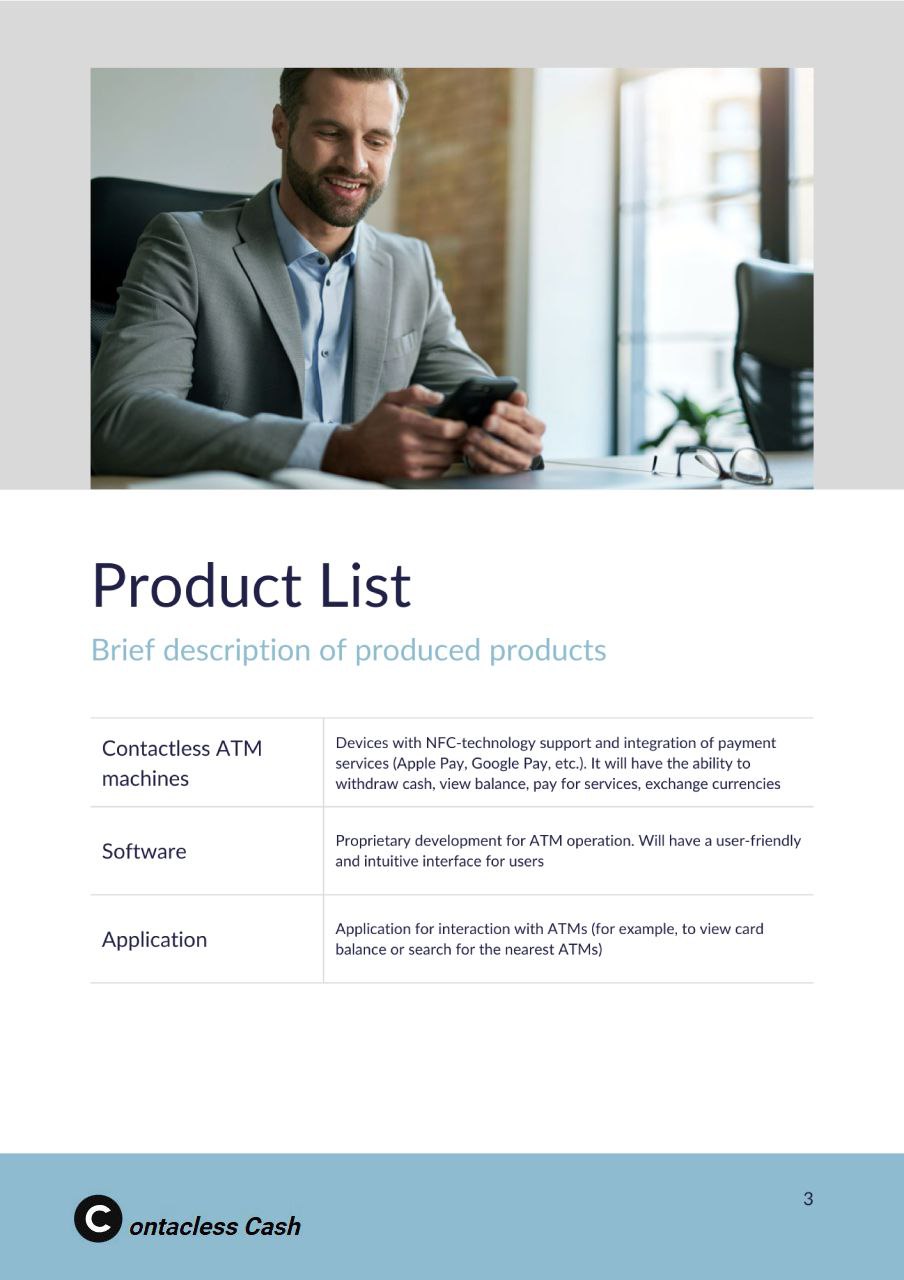 Product List
Brief description of produced products
Contactless ATM
machines
Devices with NFC-technology support and integration of payment
services (Apple Pay, Google Pay, etc.). It will have the ability to
withdraw cash, view balance, pay for services, exchange currencies
Software
Proprietary development for ATM operation. Will have a user-friendly
and intuitive interface for users
Application
Application for interaction with ATMs (for example, to view card
balance or search for the nearest ATMs)
3
Contacless Cash